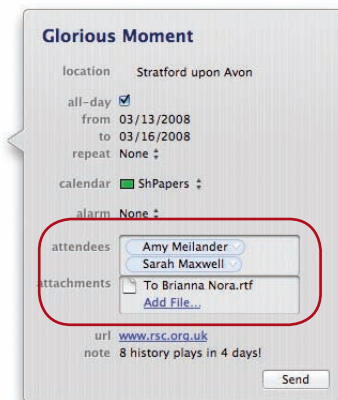 Glorious Moment
location Stratford upon Avon
all-day
from 03/13/2008
to 03/16/2008
repeat None
calendar ShPapers
alarm None
attendees Amy Meilander
Sarah Maxwell
attachments To Brianna Nora.rtf
Add File...
url www.rsc.org.uk
note 8 history plays in 4 days!
Send